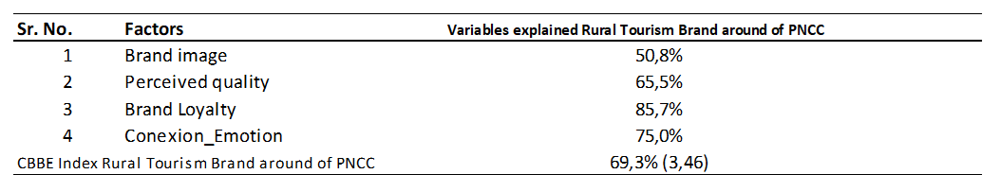 Sr. No. Factors Variables explained Rural Tourism Brand around of PNCC
1 Brand image 50,8%
2 Perceived quality 65,5%
3 Brand Loyalty 85,7%
4 Conexion_Emotion 75,0%
CBBE Index Rural Tourism Brand around of PNCC 69,3% (3,46)